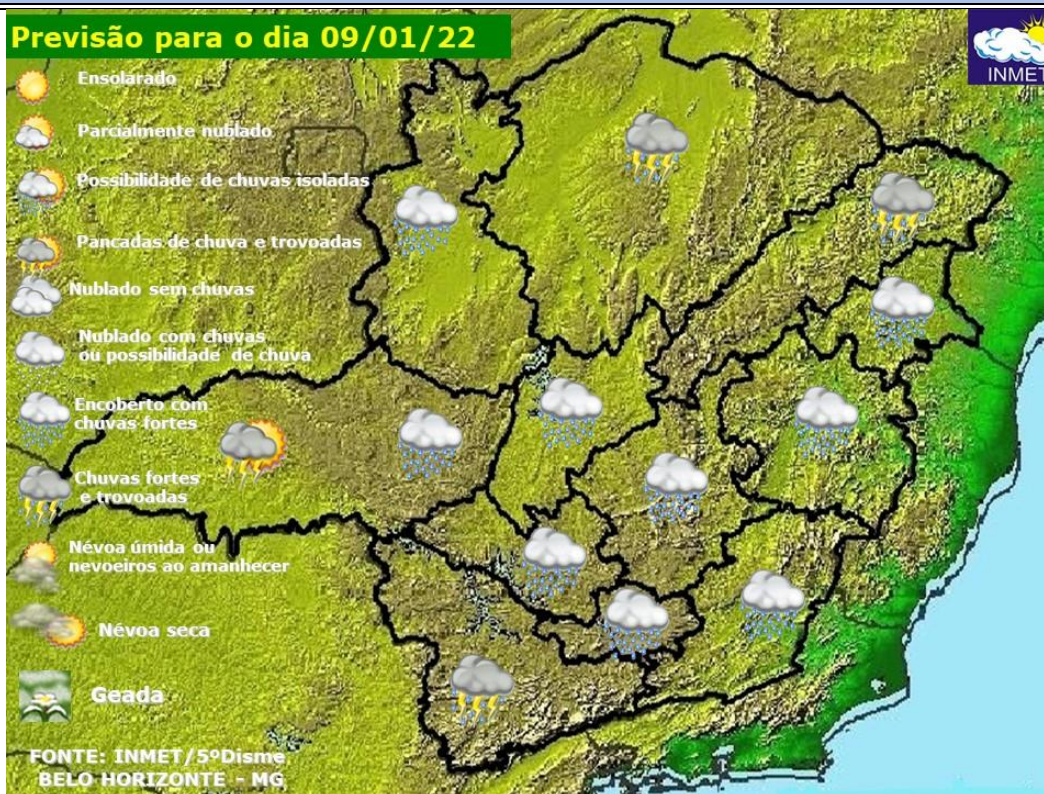 Previsão para o dia 09/01/22
INMET
Ensolarado
Parcialmente nublado
Possibilidade de chuvas isoladas
Pancadas de chuva e trovoadas
Nublado sem chuvas
Nublado com chuvas
ou possibilidade de chuva
Encoberto com
chuvas fortes
Chuvas fortes
e trovoadas
Névoa úmida ou
nevoeiros ao amanhecer
Névoa seca
Geada
FONTE: INMET/5ºDisme
BELO HORIZONTE - MG